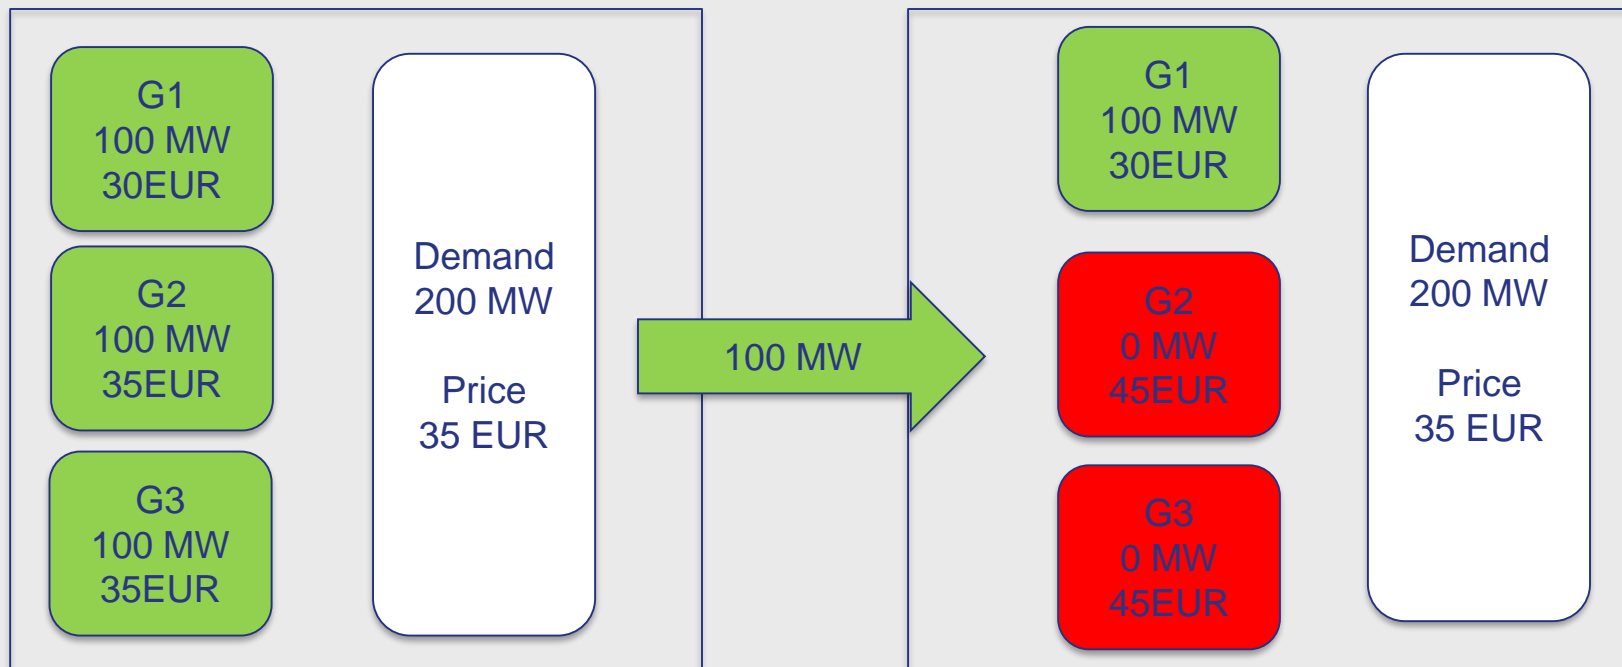 G1
100 MW
30EUR
G2
100 MW
35EUR
G3
100 MW
35EUR
Demand
200 MW
Price
35 EUR
100 MW
G1
100 MW
30EUR
G2
0 MW
45EUR
G3
0 MW
45EUR
Demand
200 MW
Price
35 EUR